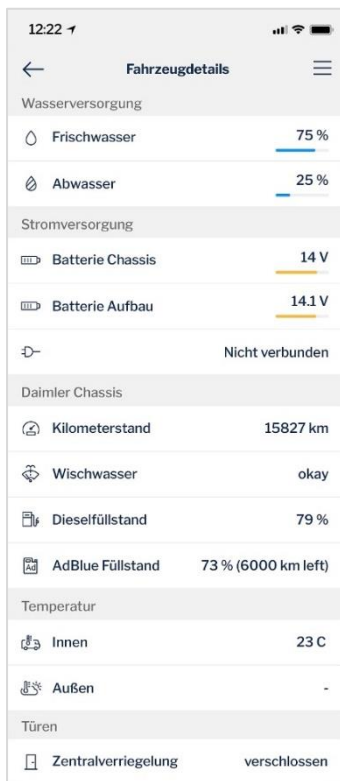 12:22
Fahrzeugdetails
Wasserversorgung
Frischwasser 75 %
Abwasser 25 %
Stromversorgung
Batterie Chassis 14 V
Batterie Aufbau 14.1 V
Nicht verbunden
Daimler Chassis
Kilometerstand 15827 km
Wischwasser okay
Dieselfüllstand 79 %
Ad
AdBlue Füllstand 73 % (6000 km left)
Temperatur
Innen 23 C
Außen -
Türen
Zentralverriegelung verschlossen